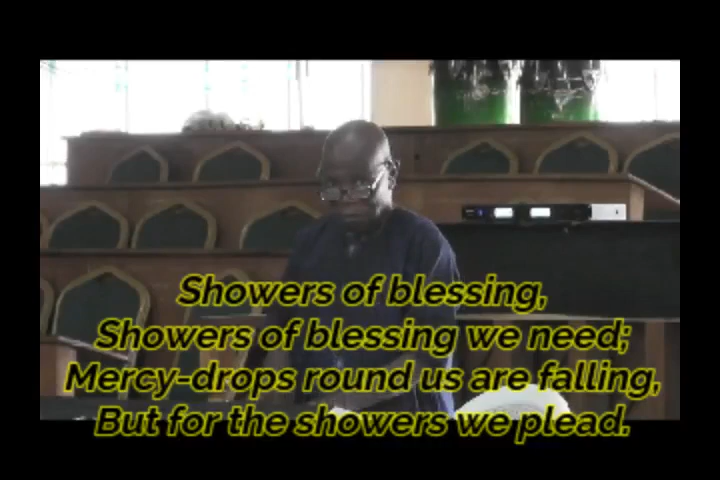 Showers of blessing,
Showers of blessing we need;
Mercy-drops round us are falling,
But for the showers we plead.